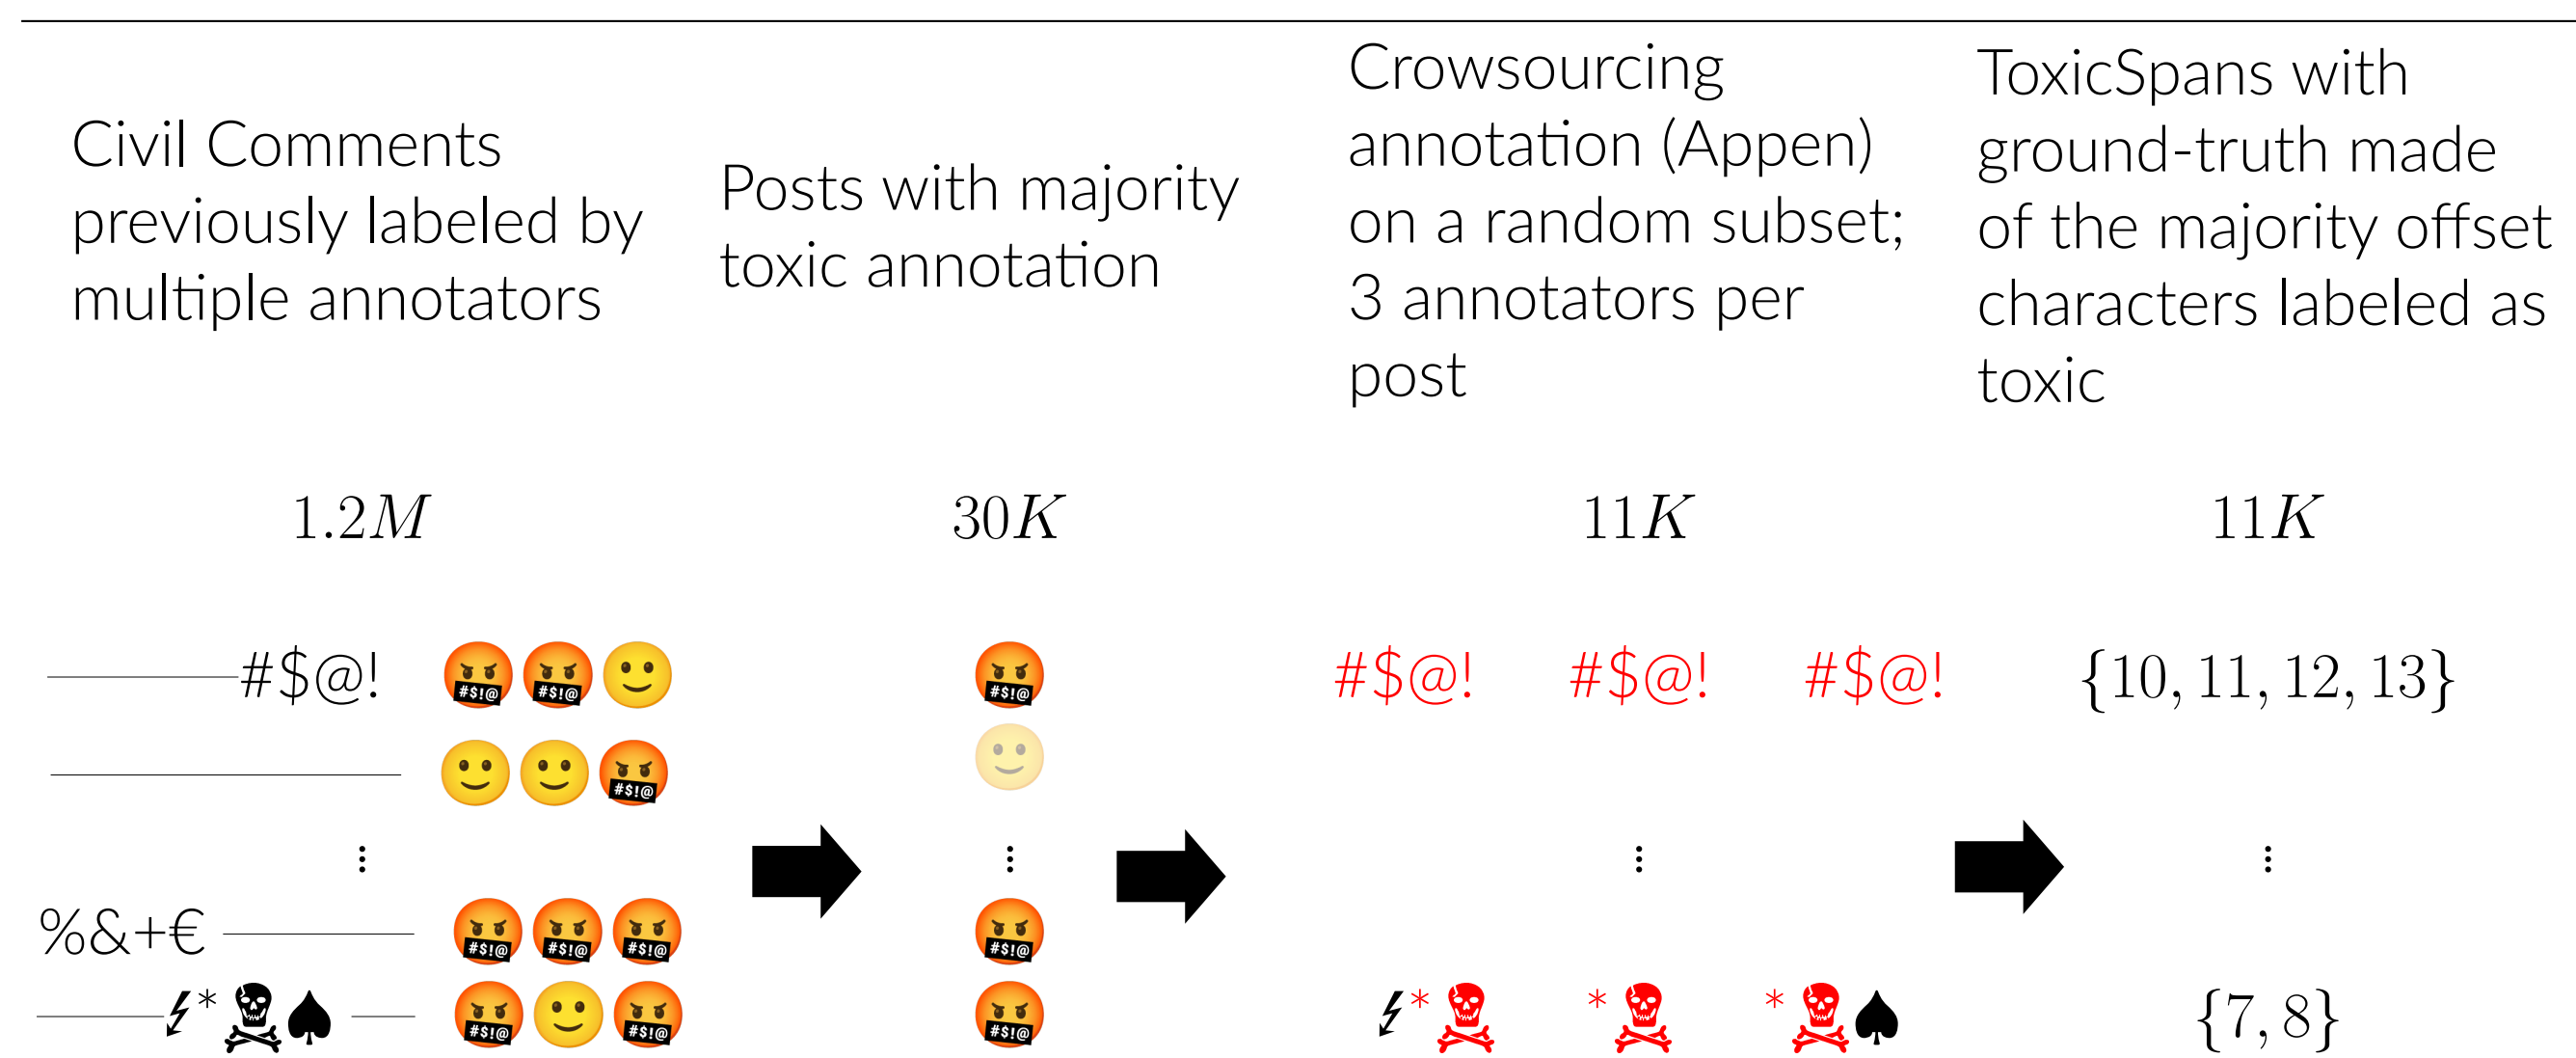 Civil Comments
previously labeled by
multiple annotators
Posts with majority
toxic annotation
Crowsourcing
annotation (Appen)
on a random subset;
3 annotators per
post
ToxicSpans with
ground-truth made
of the majority offset
characters labeled as
toxic
1.2M
30K
11K
11K
#$@!
#$@! #$@! #$@!
{10, 11, 12, 13}
%&+€
{7, 8}